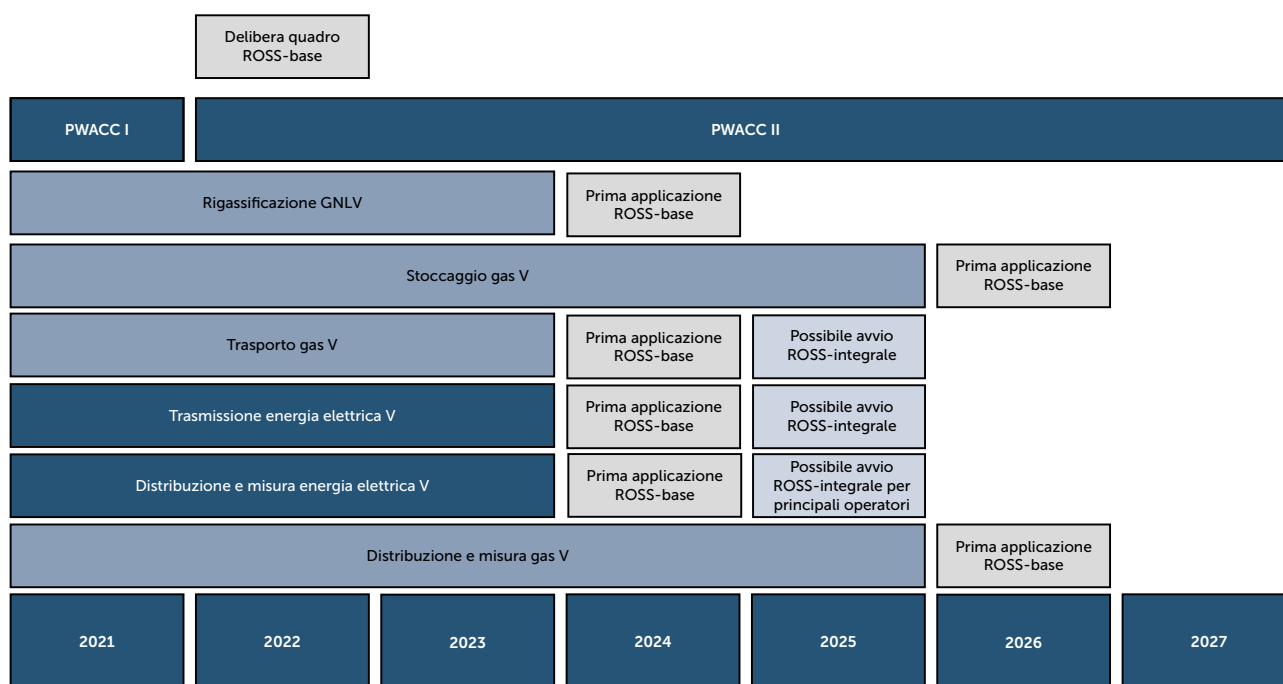 Delibera quadro
ROSS-base
PWACC I
PWACC II
Rigassificazione GNLV
Prima applicazione
ROSS-base
Stoccaggio gas V
Prima applicazione
ROSS-base
Trasporto gas V
Prima applicazione
ROSS-base
Possibile avvio
ROSS-integrale
Trasmissione energia elettrica V
Prima applicazione
ROSS-base
Possibile avvio
ROSS-integrale
Distribuzione e misura energia elettrica V
Prima applicazione
ROSS-base
Possibile avvio
ROSS-integrale per
principali operatori
Distribuzione e misura gas V
Prima applicazione
ROSS-base
2021
2022
2023
2024
2025
2026
2027